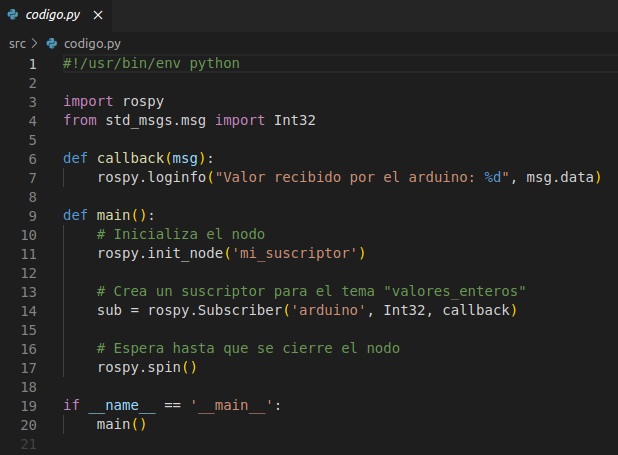 codigo.py ×
src > codigo.py
1 #!/usr/bin/env python
2
3 import rospy
4 from std_msgs.msg import Int32
5
6 def callback(msg):
7 rospy.loginfo("Valor recibido por el arduino: %d", msg.data)
8
9 def main():
10 # Inicializa el nodo
11 rospy.init_node('mi_suscriptor')
12
13 # Crea un suscriptor para el tema "valores_enteros"
14 sub = rospy.Subscriber('arduino', Int32, callback)
15
16 # Espera hasta que se cierre el nodo
17 rospy.spin()
18
19 if __name__ == '__main__':
20 main()
21